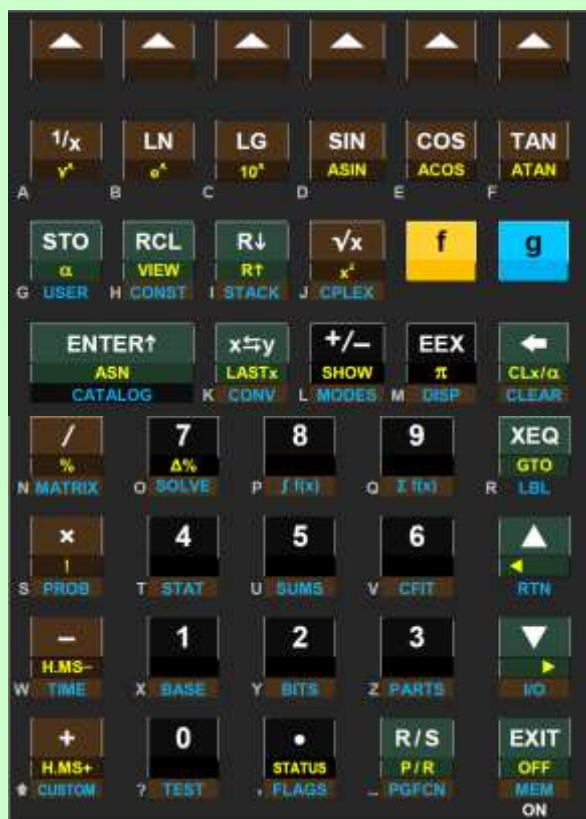 1/x LN LG SIN COS TAN
yˣ eˣ 10ˣ ASIN ACOS ATAN
A B C D E F
STO RCL R↓ √x f g
α VIEW R↑ x²
G USER H CONST I STACK J CPLEX
ENTER↑ x⇆y +/− EEX 🡄
ASN LASTx SHOW π CLx/α
CATALOG K CONV L MODES M DISP CLEAR
/ 7 8 9 XEQ
% Δ% GTO
N MATRIX O SOLVE P ∫ f(x) Q Σ f(x) R LBL
× 4 5 6 ▲
! ◄
S PROB T STAT U SUMS V CFIT RTN
− 1 2 3 ▼
H.MS− ►
W TIME X BASE Y BITS Z PARTS I/O
+ 0 • R/S EXIT
H.MS+ STATUS P/R OFF
CUSTOM ? TEST , FLAGS _ PGFCN MEM
ON